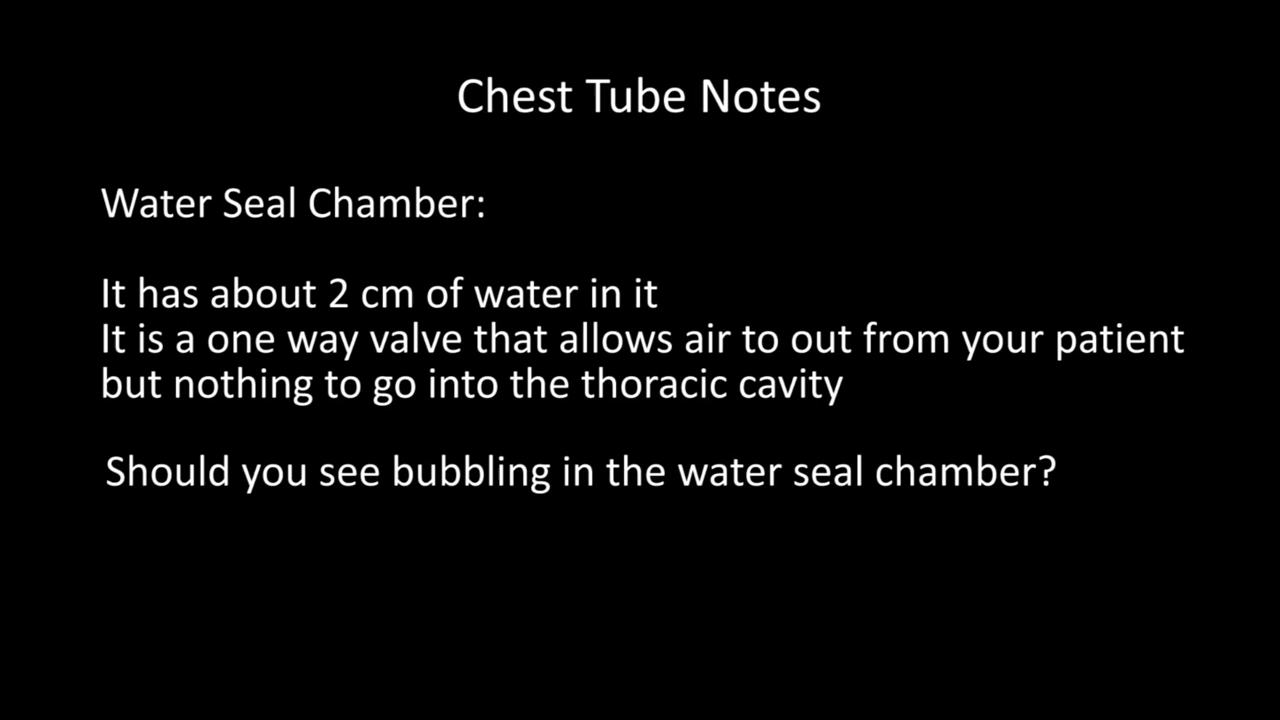 Chest Tube Notes
Water Seal Chamber:
It has about 2 cm of water in it
It is a one way valve that allows air to out from your patient
but nothing to go into the thoracic cavity
Should you see bubbling in the water seal chamber?